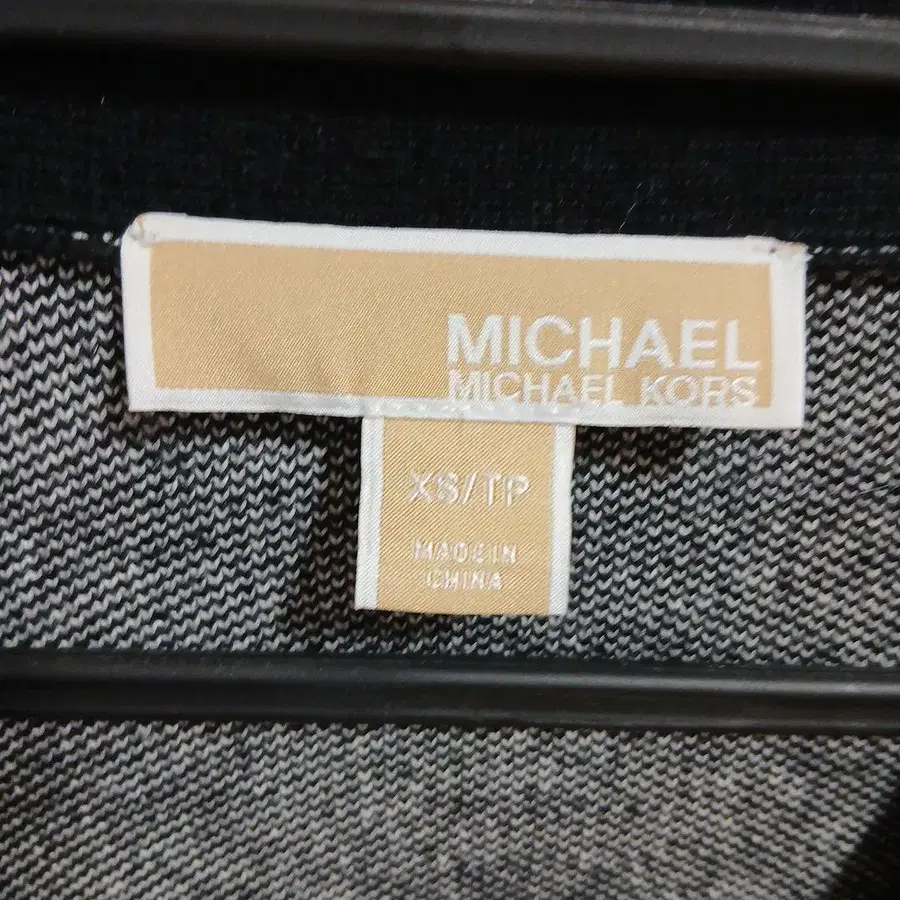 MICHAEL
MICHAEL KORS
XS/TP
MADE IN
CHINA